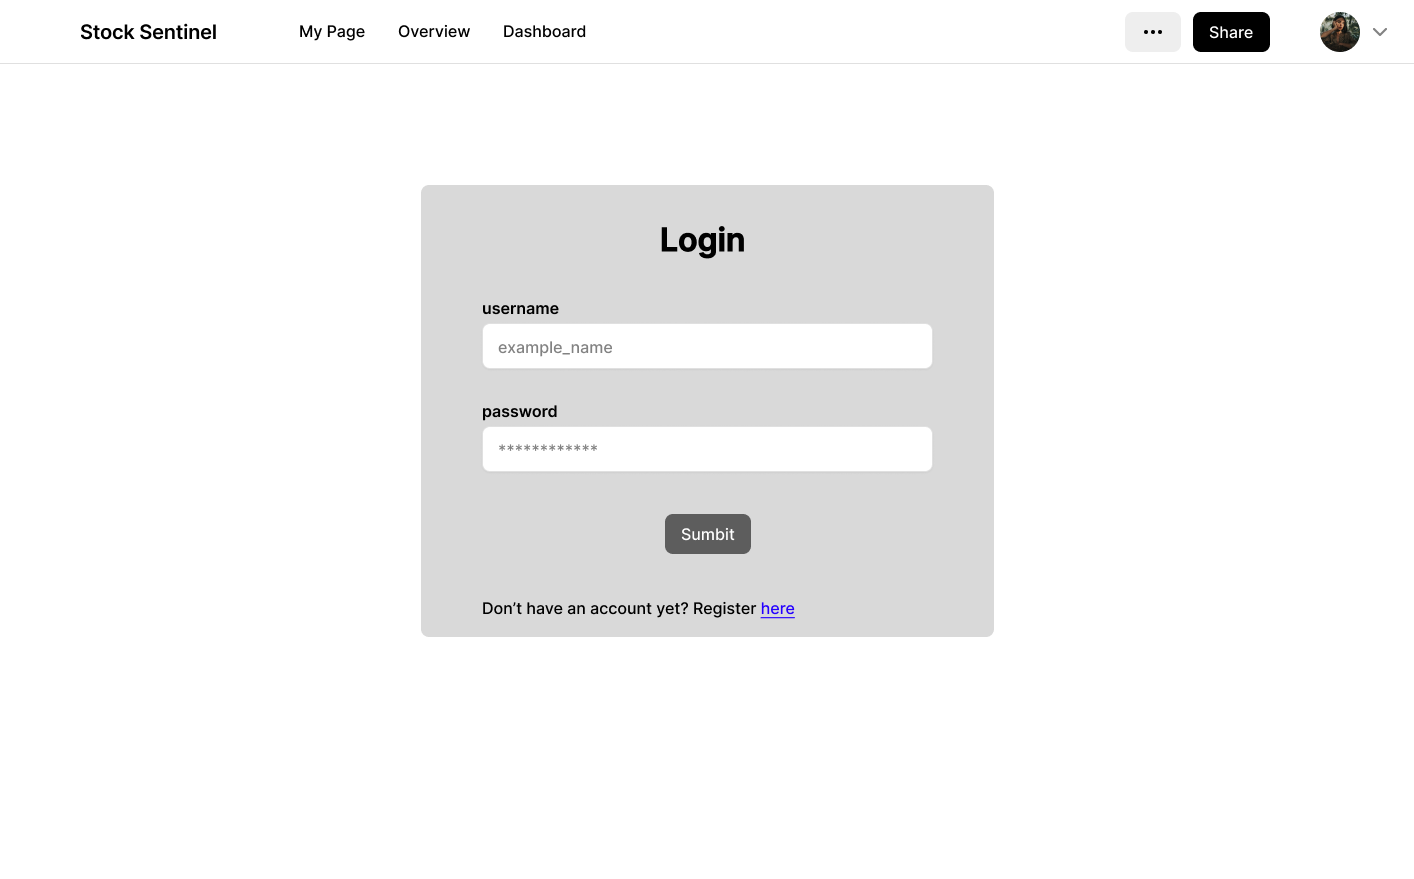 Stock Sentinel
My Page
Overview
Dashboard
Share
Login
username
example_name
password
************
Sumbit
Don’t have an account yet? Register here